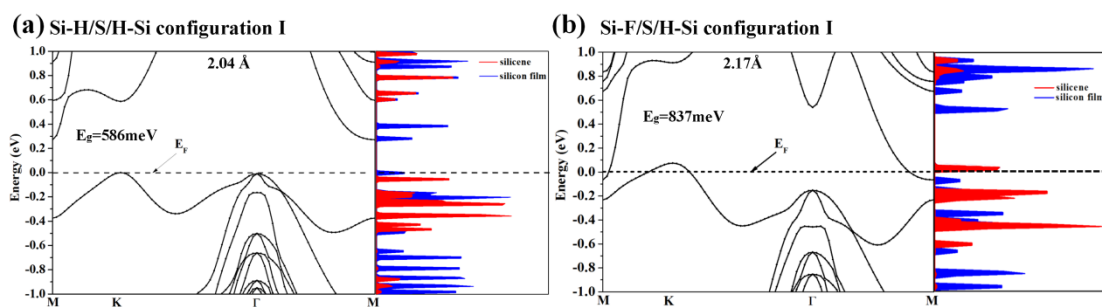 (a) Si-H/S/H-Si configuration I
1.0
0.8
0.6
0.4
0.2
0.0
-0.2
-0.4
-0.6
-0.8
-1.0
Energy (eV)
2.04 Å
Eg=586meV
EF
silicene
silicon film
M
K
Γ
M
(b) Si-F/S/H-Si configuration I
1.0
0.8
0.6
0.4
0.2
0.0
-0.2
-0.4
-0.6
-0.8
-1.0
Energy (eV)
2.17Å
Eg=837meV
EF
silicene
silicon film
M
K
Γ
M